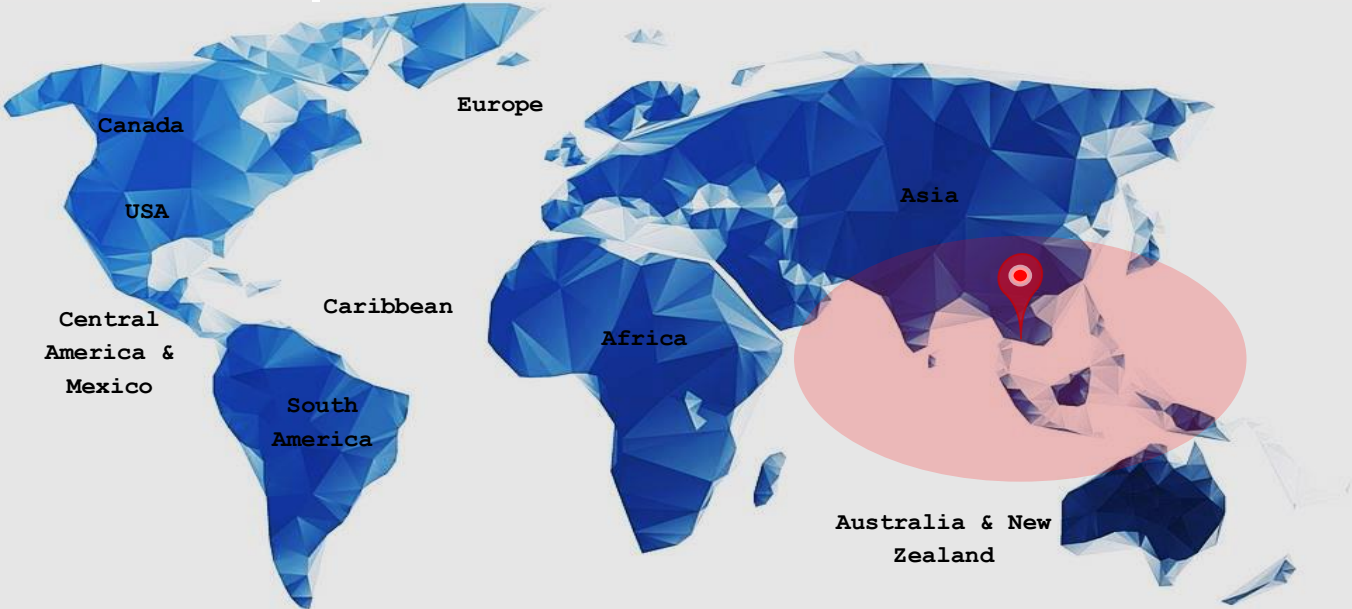 Europe
Canada
Asia
USA
Caribbean
Central
America &
Mexico
Africa
South
America
Australia & New
Zealand